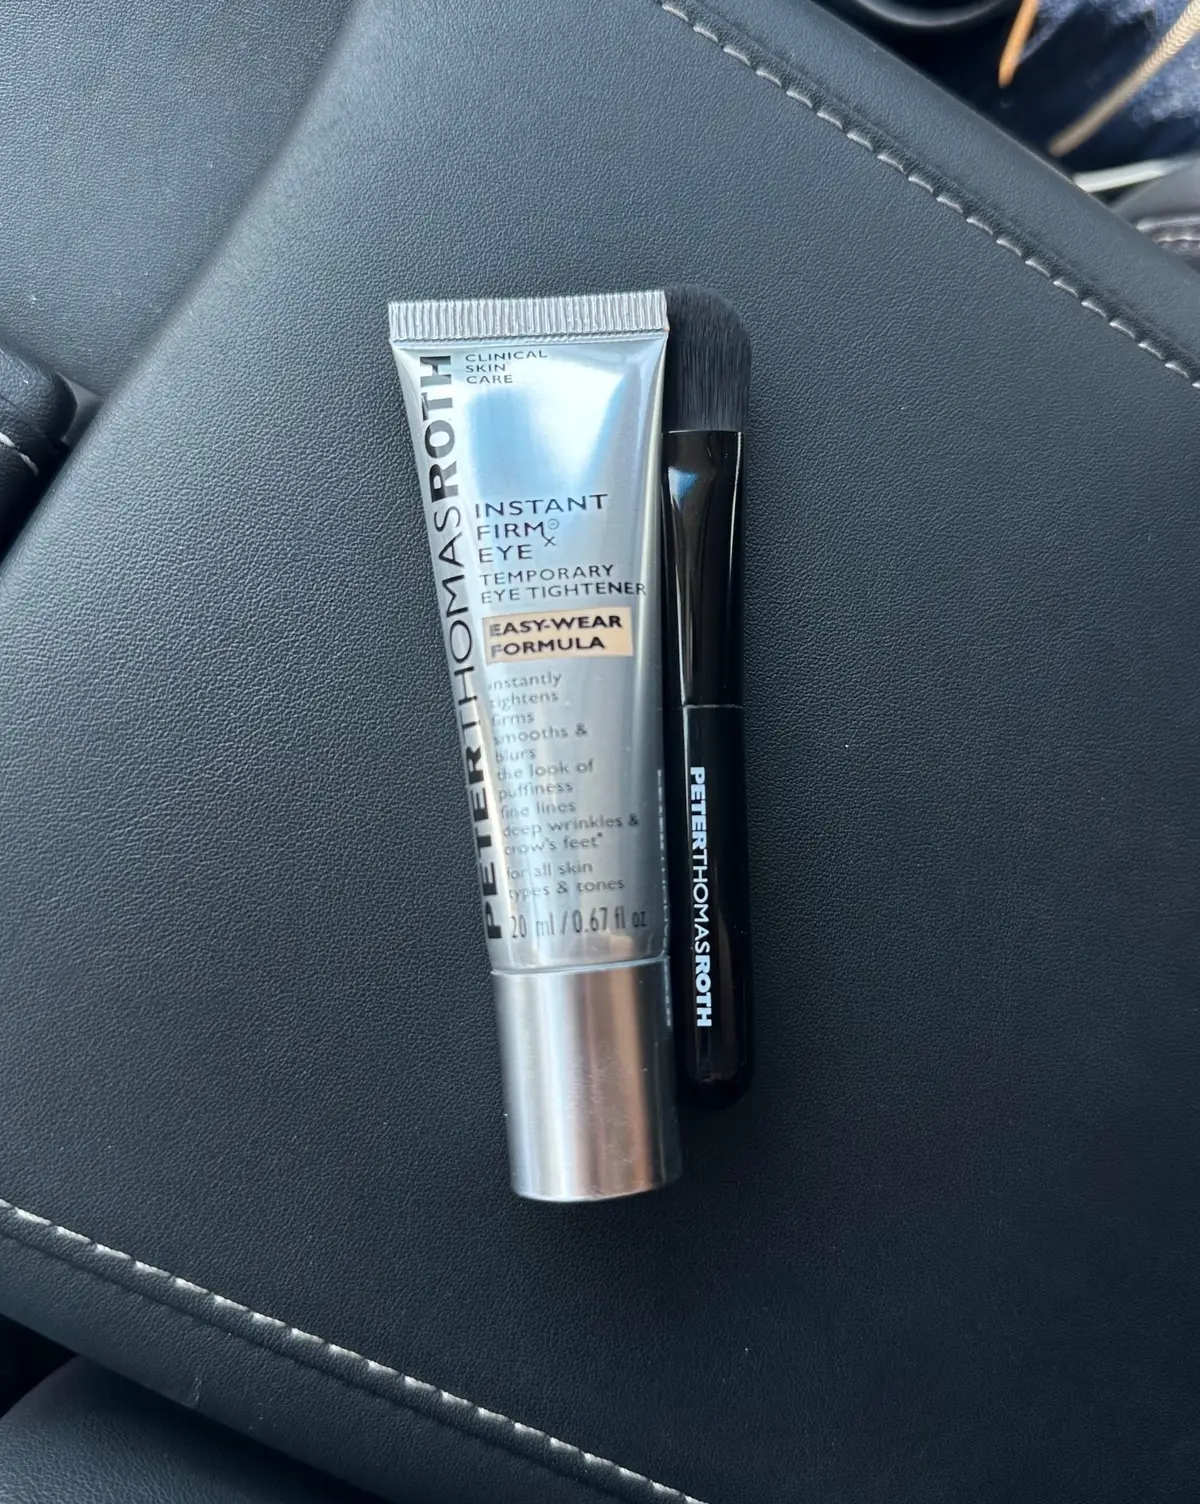 PETERTHOMASROTH
CLINICAL
SKIN
CARE
INSTANT
FIRMx®
EYE
TEMPORARY
EYE TIGHTENER
EASY-WEAR
FORMULA
instantly
tightens
firms
smooths &
blurs
the look of
puffiness
fine lines
deep wrinkles &
crow's feet*
for all skin
types & tones
20 ml / 0.67 fl oz
PETERTHOMASROTH